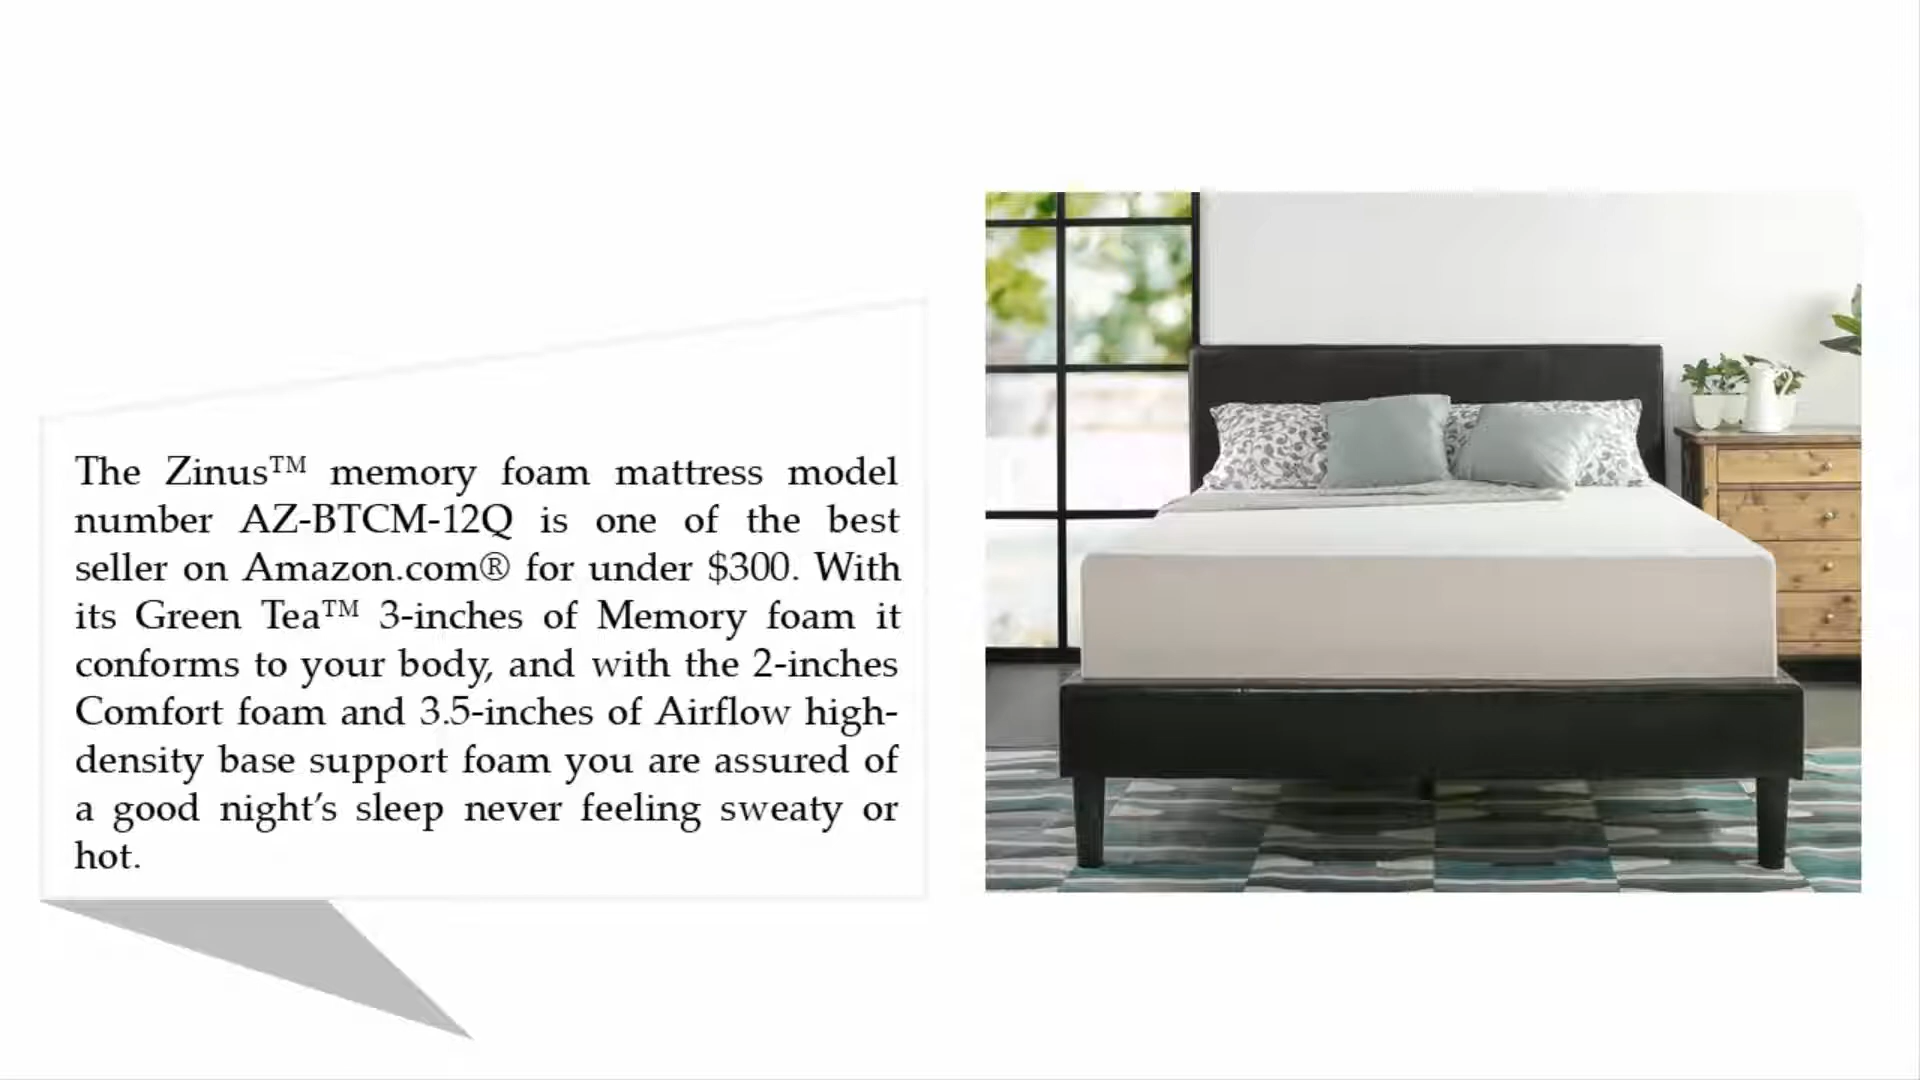 The Zinus™ memory foam mattress model
number AZ-BTCM-12Q is one of the best
seller on Amazon.com® for under $300. With
its Green Tea™ 3-inches of Memory foam it
conforms to your body, and with the 2-inches
Comfort foam and 3.5-inches of Airflow high-
density base support foam you are assured of
a good night’s sleep never feeling sweaty or
hot.